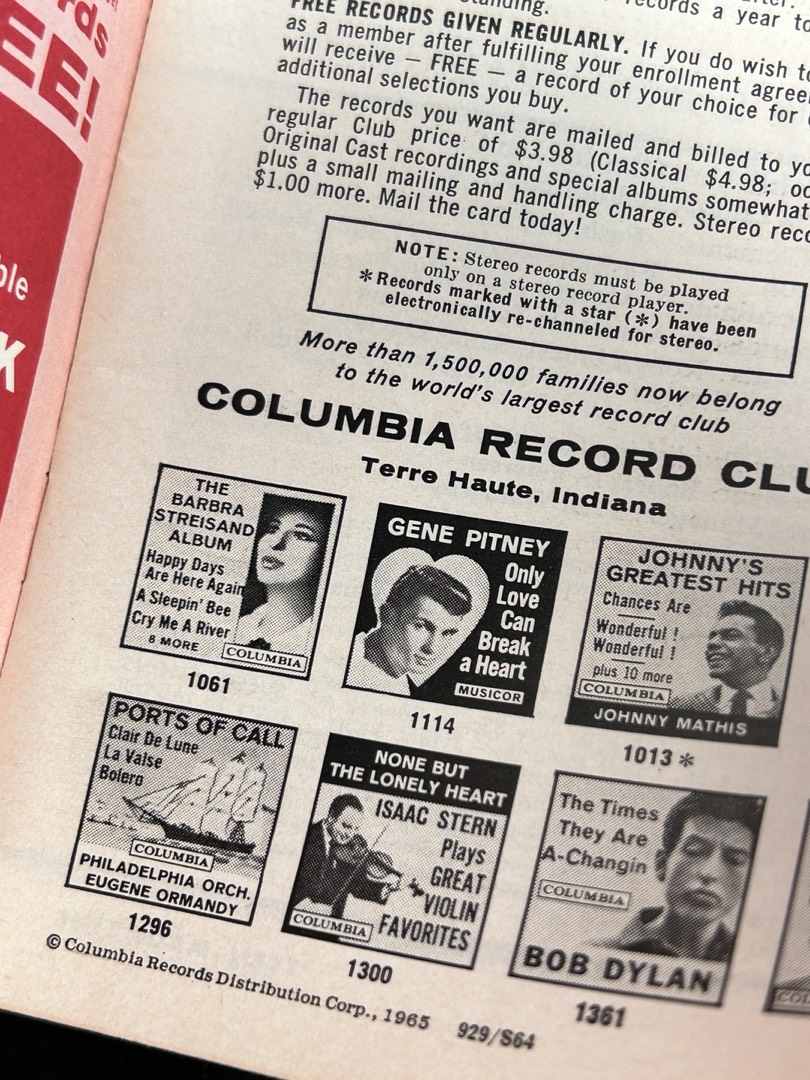 rds
EE!
ble
K
standing.
records a year to
FREE RECORDS GIVEN REGULARLY. If you do wish to
as a member after fulfilling your enrollment agree
will receive — FREE — a record of your choice for
additional selections you buy.
The records you want are mailed and billed to yo
regular Club price of $3.98 (Classical $4.98; oc
Original Cast recordings and special albums somewhat
plus a small mailing and handling charge. Stereo reco
$1.00 more. Mail the card today!
NOTE: Stereo records must be played
only on a stereo record player.
*Records marked with a star (*) have been
electronically re-channeled for stereo.
More than 1,500,000 families now belong
to the world's largest record club
COLUMBIA RECORD CLU
Terre Haute, Indiana
THE
BARBRA
STREISAND
ALBUM
Happy Days
Are Here Again
A Sleepin' Bee
Cry Me A River
8 MORE
COLUMBIA
1061
GENE PITNEY
Only
Love
Can
Break
a Heart
MUSICOR
1114
JOHNNY'S
GREATEST HITS
Chances Are
Wonderful !
Wonderful !
plus 10 more
COLUMBIA
JOHNNY MATHIS
1013 *
PORTS OF CALL
Clair De Lune
La Valse
Bolero
COLUMBIA
PHILADELPHIA ORCH.
EUGENE ORMANDY
1296
NONE BUT
THE LONELY HEART
ISAAC STERN
Plays
GREAT
VIOLIN
FAVORITES
COLUMBIA
1300
The Times
They Are
A-Changin
COLUMBIA
BOB DYLAN
1361
COL
© Columbia Records Distribution Corp., 1965 929/S64